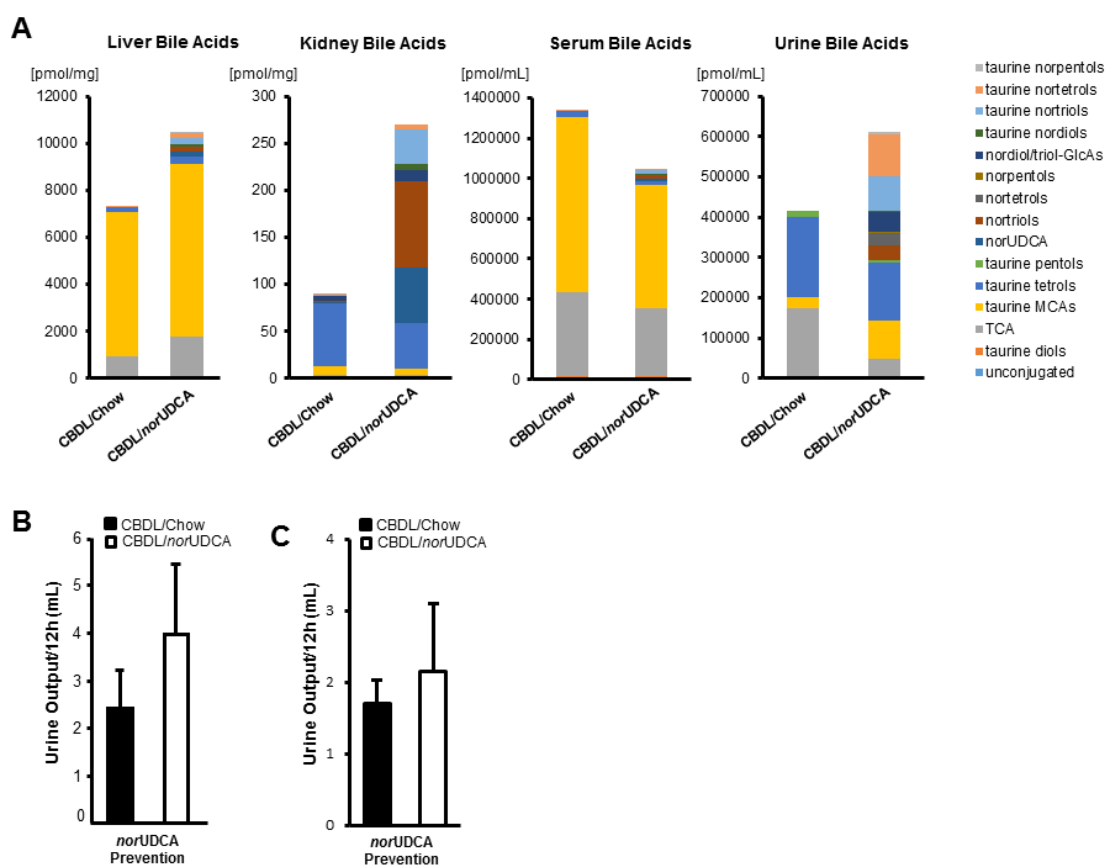 A
Liver Bile Acids
Kidney Bile Acids
Serum Bile Acids
Urine Bile Acids
[pmol/mg]
[pmol/mg]
[pmol/mL]
[pmol/mL]
12000
10000
8000
6000
4000
2000
0
CBDL/Chow
CBDL/norUDCA
300
250
200
150
100
50
0
CBDL/Chow
CBDL/norUDCA
1400000
1200000
1000000
800000
600000
400000
200000
0
CBDL/Chow
CBDL/norUDCA
700000
600000
500000
400000
300000
200000
100000
0
CBDL/Chow
CBDL/norUDCA
taurine norpentols
taurine nortetrols
taurine nortriols
taurine nordiols
nordiol/triol-GlcAs
norpentols
nortetrols
nortriols
norUDCA
taurine pentols
taurine tetrols
taurine MCAs
TCA
taurine diols
unconjugated
B
CBDL/Chow
CBDL/norUDCA
Urine Output/12h (mL)
6
5
4
3
2
1
0
norUDCA
Prevention
C
CBDL/Chow
CBDL/norUDCA
Urine Output/12h (mL)
4
3
2
1
0
norUDCA
Prevention